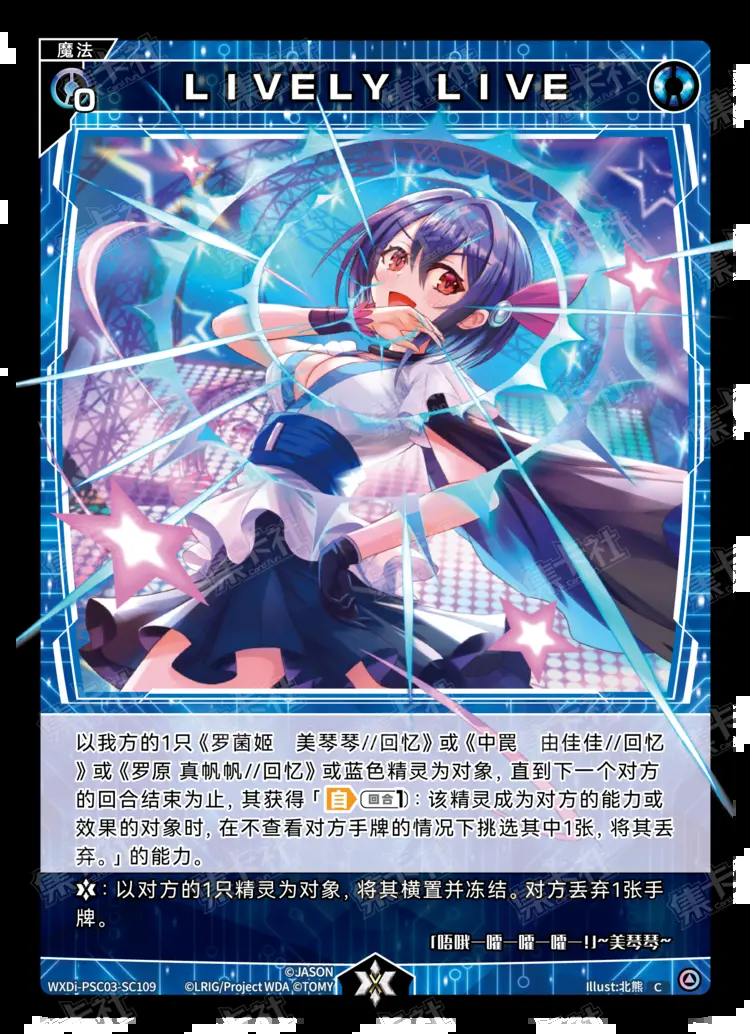 魔法
0
LIVELY LIVE
以我方的1只《罗菌姬　美琴琴//回忆》或《中罠　由佳佳//回忆
》或《罗原 真帆帆//回忆》或蓝色精灵为对象，直到下一个对方
的回合结束为止，其获得「自 回合1：该精灵成为对方的能力或
效果的对象时，在不查看对方手牌的情况下挑选其中1张，将其丢
弃。」的能力。
：以对方的1只精灵为对象，将其横置并冻结。对方丢弃1张手
牌。
「唔哦—嚯—嚯—嚯—!」~美琴琴~
©JASON
WXDi-PSC03-SC109 ©LRIG/Project WDA ©TOMY Illust:北熊 C
集卡社